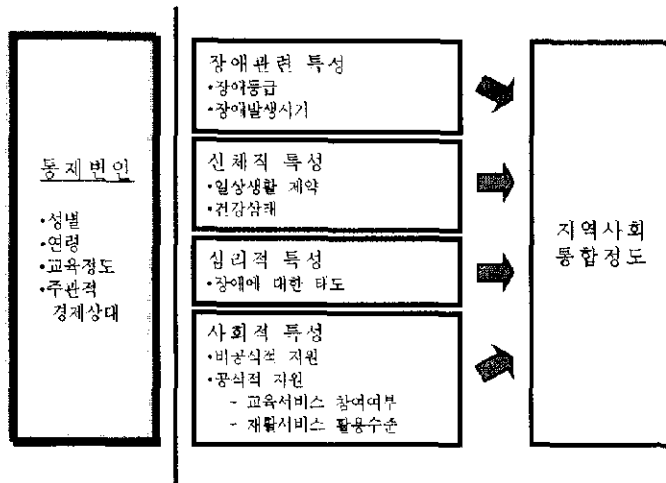 통제변인
•성별
•연령
•교육정도
•주관적
경제상태
장애관련 특성
•장애등급
•장애발생시기
신체적 특성
•일상생활 제약
•건강상태
심리적 특성
•장애에 대한 태도
사회적 특성
•비공식적 지원
•공식적 지원
- 교육서비스 참여여부
- 재활서비스 활용수준
지역사회
통합정도